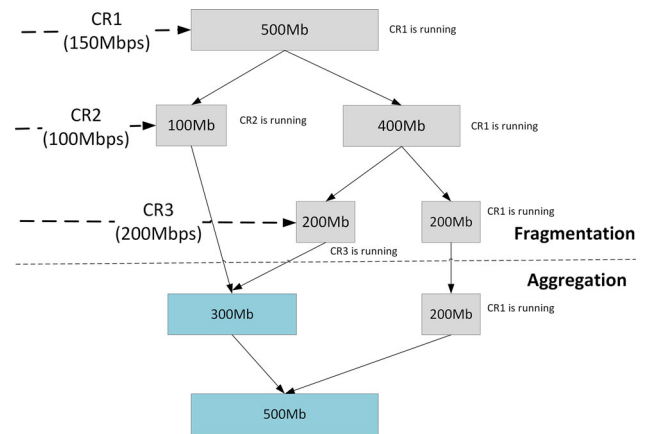 CR1
(150Mbps)
500Mb
CR1 is running
CR2
(100Mbps)
100Mb
CR2 is running
400Mb
CR1 is running
CR3
(200Mbps)
200Mb
CR3 is running
200Mb
CR1 is running
Fragmentation
Aggregation
300Mb
200Mb
CR1 is running
500Mb